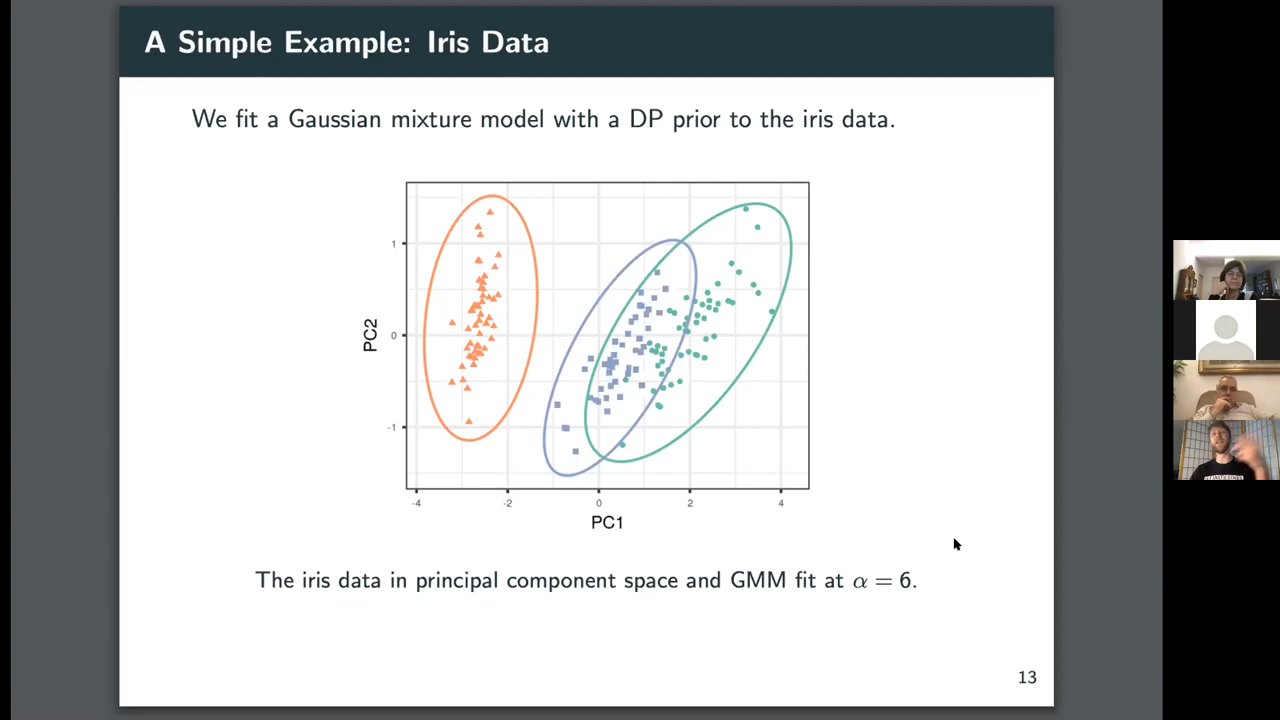 A Simple Example: Iris Data
We fit a Gaussian mixture model with a DP prior to the iris data.
1
0
-1
PC2
-4 -2 0 2 4
PC1
The iris data in principal component space and GMM fit at α = 6.
13